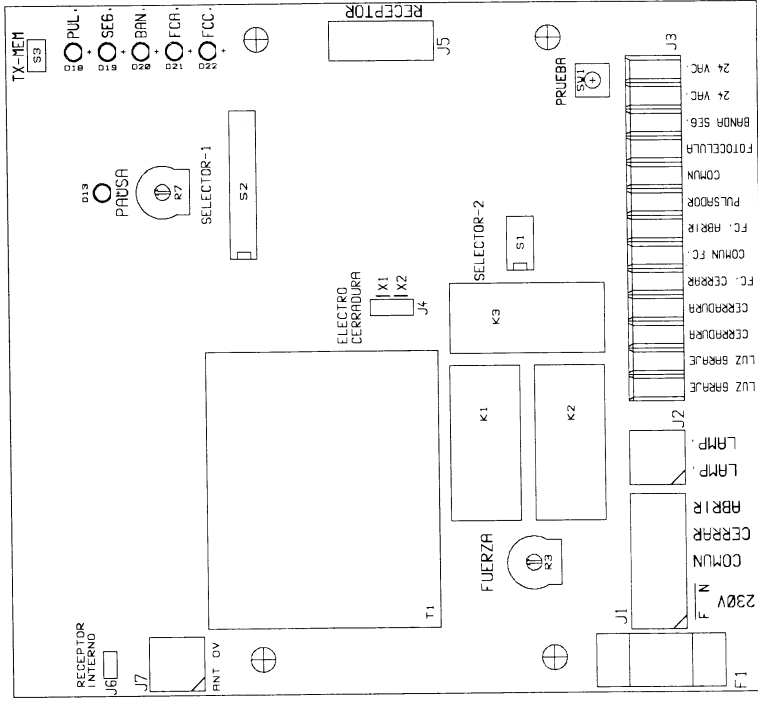 TX-MEM
S3
PUL.
SEG.
BAN.
FCA.
FCC.
D18
+
D19
+
D20
+
D21
+
D22
+
RECEPTOR
J5
PRUEBA
SW1
J3
24 VAC.
24 VAC.
BANDA SEG.
FOTOCELULA
COMUN
PULSADOR
FC. ABRIR
COMUN FC.
FC. CERRAR
CERRADURA
CERRADURA
LUZ GARAJE
LUZ GARAJE
D13
PAUSA
R7
SELECTOR-1
S2
SELECTOR-2
S1
ELECTRO
CERRADURA
X1
X2
J4
K3
K1
K2
T1
FUERZA
R3
J2
LAMP.
LAMP.
ABRIR
CERRAR
COMUN
F N
230V
J1
F1
RECEPTOR
INTERNO
J6
J7
ANT 0V